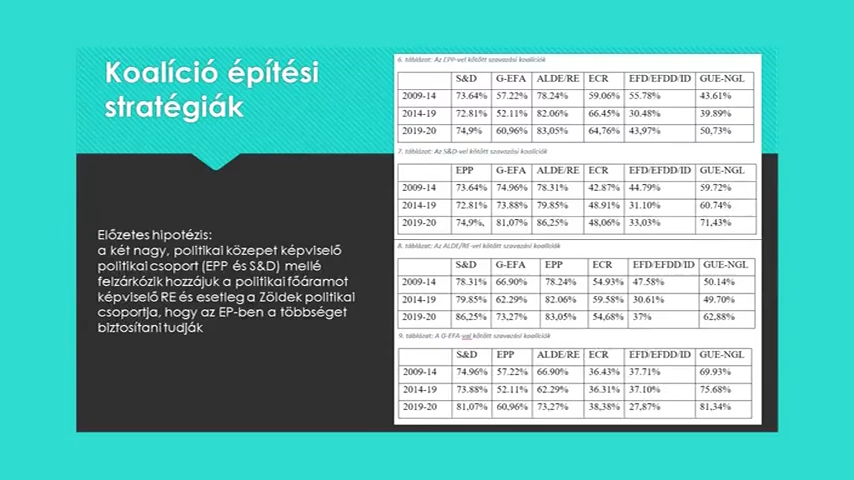 Koalíció építési
stratégiák
Előzetes hipotézis:
a két nagy, politikai közepet képviselő
politikai csoport (EPP és S&D) mellé
felzárkózik hozzájuk a politikai főáramot
képviselő RE és esetleg a Zöldek politikai
csoportja, hogy az EP-ben a többséget
biztosítani tudják
6. táblázat: Az EPP-vel kötött szavazási koalíciók
S&D G-EFA ALDE/RE ECR EFD/EFDD/ID GUE-NGL
2009-14 73.64% 57.22% 78.24% 59.06% 55.78% 43.61%
2014-19 72.81% 52.11% 82.06% 66.45% 30.48% 39.89%
2019-20 74,9% 60,96% 83,05% 64,76% 43,97% 50,73%
7. táblázat: Az S&D-vel kötött szavazási koalíciók
EPP G-EFA ALDE/RE ECR EFD/EFDD/ID GUE-NGL
2009-14 73.64% 74.96% 78.31% 42.87% 44.79% 59.72%
2014-19 72.81% 73.88% 79.85% 48.91% 31.10% 60.74%
2019-20 74,9%, 81,07% 86,25% 48,06% 33,03% 71,43%
8. táblázat: Az ALDE/RE-vel kötött szavazási koalíciók
S&D G-EFA EPP ECR EFD/EFDD/ID GUE-NGL
2009-14 78.31% 66.90% 78.24% 54.93% 47.58% 50.14%
2014-19 79.85% 62.29% 82.06% 59.58% 30.61% 49.70%
2019-20 86,25% 73,27% 83,05% 54,68% 37% 62,88%
9. táblázat: A G-EFA-val kötött szavazási koalíciók
S&D EPP ALDE/RE ECR EFD/EFDD/ID GUE-NGL
2009-14 74.96% 57.22% 66.90% 36.43% 37.71% 69.93%
2014-19 73.88% 52.11% 62.29% 36.31% 37.10% 75.68%
2019-20 81,07% 60,96% 73,27% 38,38% 27,87% 81,34%